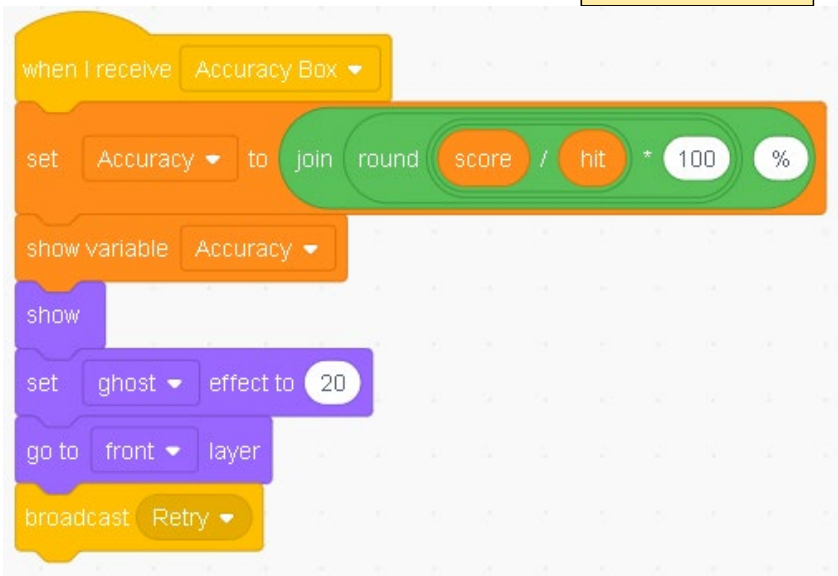 when I receive Accuracy Box
set Accuracy to join round score / hit * 100 %
show variable Accuracy
show
set ghost effect to 20
go to front layer
broadcast Retry